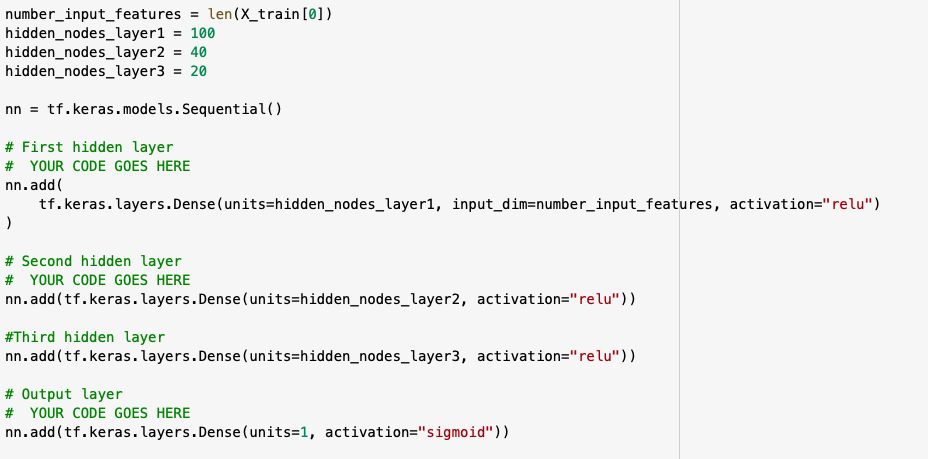 number_input_features = len(X_train[0])
hidden_nodes_layer1 = 100
hidden_nodes_layer2 = 40
hidden_nodes_layer3 = 20

nn = tf.keras.models.Sequential()

# First hidden layer
#  YOUR CODE GOES HERE
nn.add(
    tf.keras.layers.Dense(units=hidden_nodes_layer1, input_dim=number_input_features, activation="relu")
)

# Second hidden layer
#  YOUR CODE GOES HERE
nn.add(tf.keras.layers.Dense(units=hidden_nodes_layer2, activation="relu"))

#Third hidden layer
nn.add(tf.keras.layers.Dense(units=hidden_nodes_layer3, activation="relu"))

# Output layer
#  YOUR CODE GOES HERE
nn.add(tf.keras.layers.Dense(units=1, activation="sigmoid"))